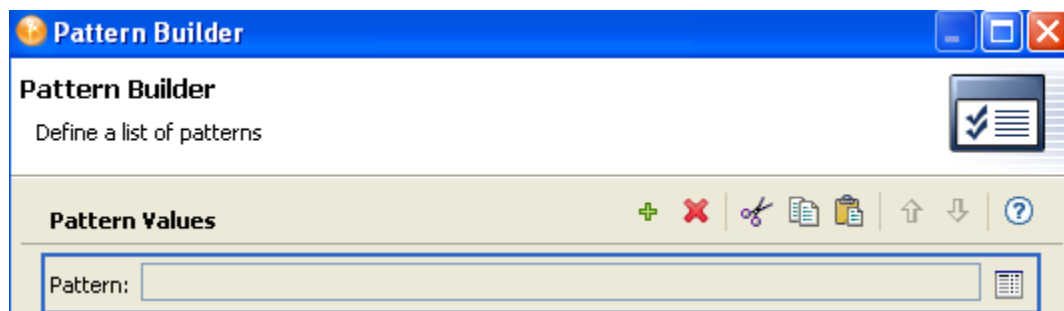 Pattern Builder
Pattern Builder
Define a list of patterns
Pattern Values
Pattern: